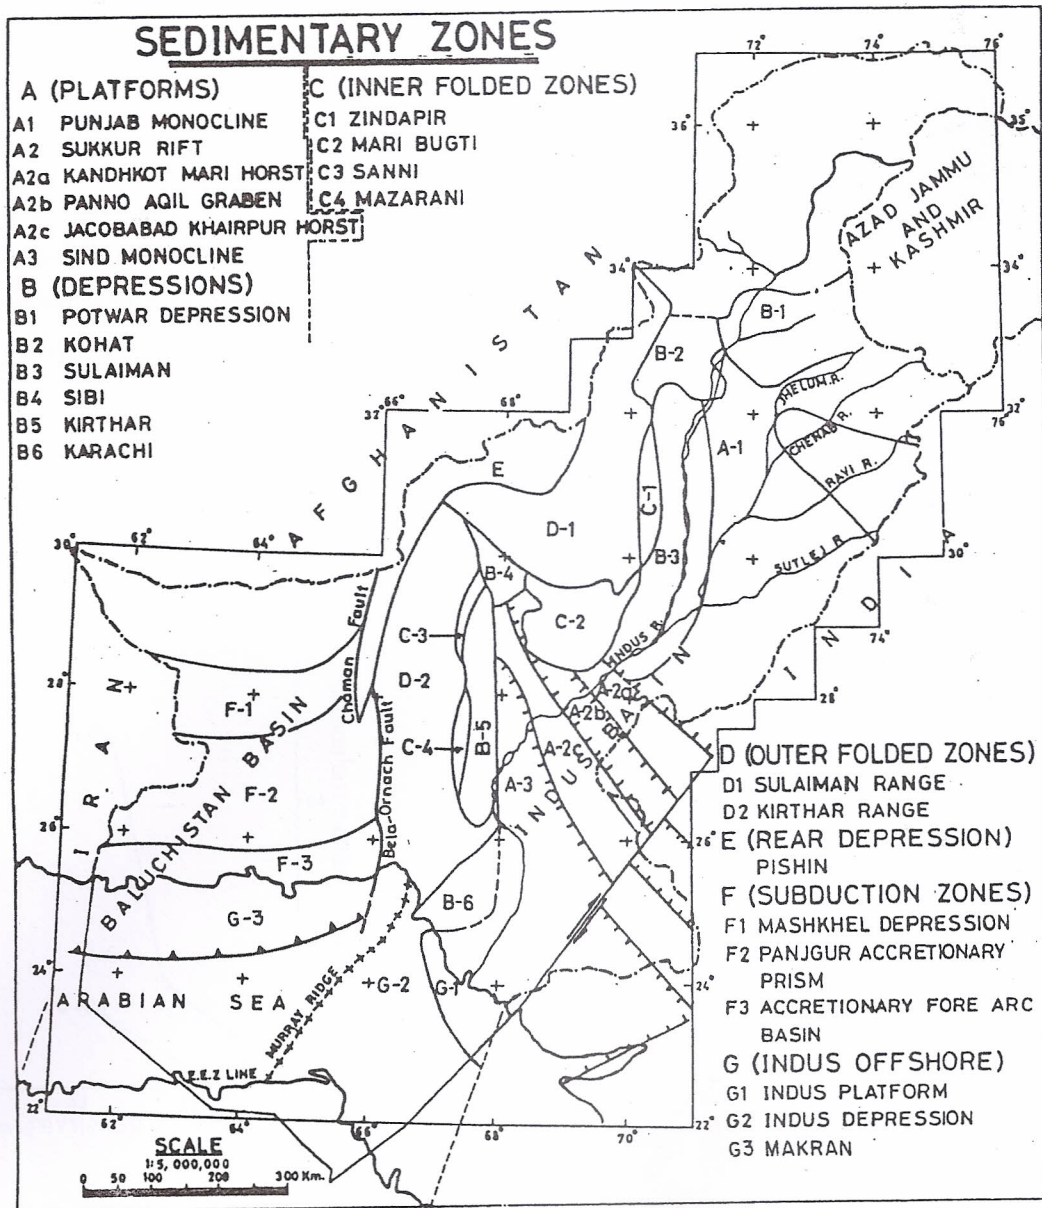 SEDIMENTARY ZONES
A (PLATFORMS)
A1 PUNJAB MONOCLINE
A2 SUKKUR RIFT
A2a KANDHKOT MARI HORST
A2b PANNO AQIL GRABEN
A2c JACOBABAD KHAIRPUR HORST
A3 SIND MONOCLINE
B (DEPRESSIONS)
B1 POTWAR DEPRESSION
B2 KOHAT
B3 SULAIMAN
B4 SIBI
B5 KIRTHAR
B6 KARACHI
C (INNER FOLDED ZONES)
C1 ZINDAPIR
C2 MARI BUGTI
C3 SANNI
C4 MAZARANI
72° 74° 76°
36° 35°
AZAD JAMMU
AND
KASHMIR
34° 34°
AFGHANISTAN
B-1
B-2
JHELUM R.
66° 68°
32° 76° 32°
CHENAB R.
A-1
RAVI R.
E
C-1
D-1
B-3
SUTLEJ R.
30° 62° 64° 30°
B-4
INDIA
Chaman Fault
C-3
C-2
INDUS R.
74°
D-2
28° 28°
A-2a
A-2b
F-1
IRAN
BALUCHISTAN BASIN
C-4
B-5
A-2c
A-3
INDUS BASIN
F-2
Bela-Ornach Fault
26° 26°
F-3
B-6
G-3
24° 24°
ARABIAN SEA
MURRAY RIDGE
G-2
G-1
E.E.Z LINE
22° 22°
62° 64° 66° 68° 70°
SCALE
1:5,000,000
50 0 100 200 300 Km.
D (OUTER FOLDED ZONES)
D1 SULAIMAN RANGE
D2 KIRTHAR RANGE
E (REAR DEPRESSION)
PISHIN
F (SUBDUCTION ZONES)
F1 MASHKHEL DEPRESSION
F2 PANJGUR ACCRETIONARY
PRISM
F3 ACCRETIONARY FORE ARC
BASIN
G (INDUS OFFSHORE)
G1 INDUS PLATFORM
G2 INDUS DEPRESSION
G3 MAKRAN